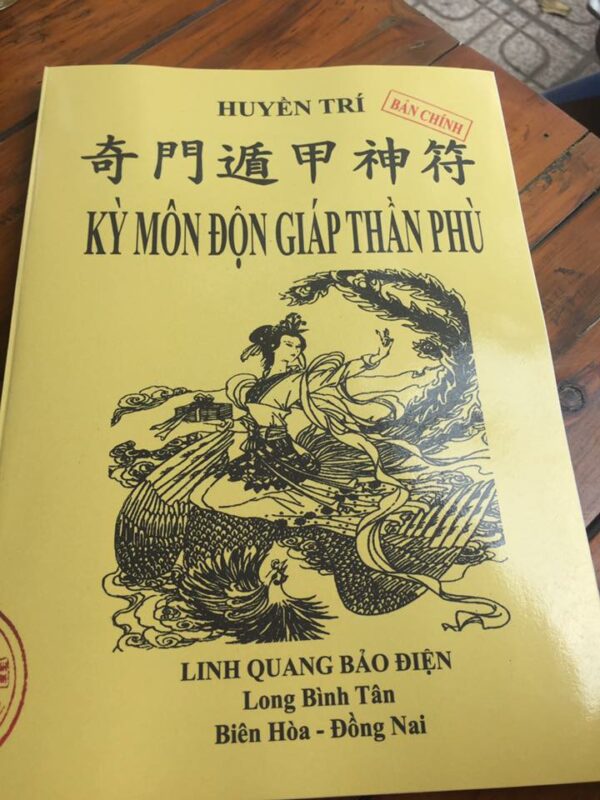 HUYỀN TRÍ
BẢN CHÍNH
奇門遁甲神符
KỲ MÔN ĐỘN GIÁP THẦN PHÙ
LINH QUANG BẢO ĐIỆN
Long Bình Tân
Biên Hòa - Đồng Nai